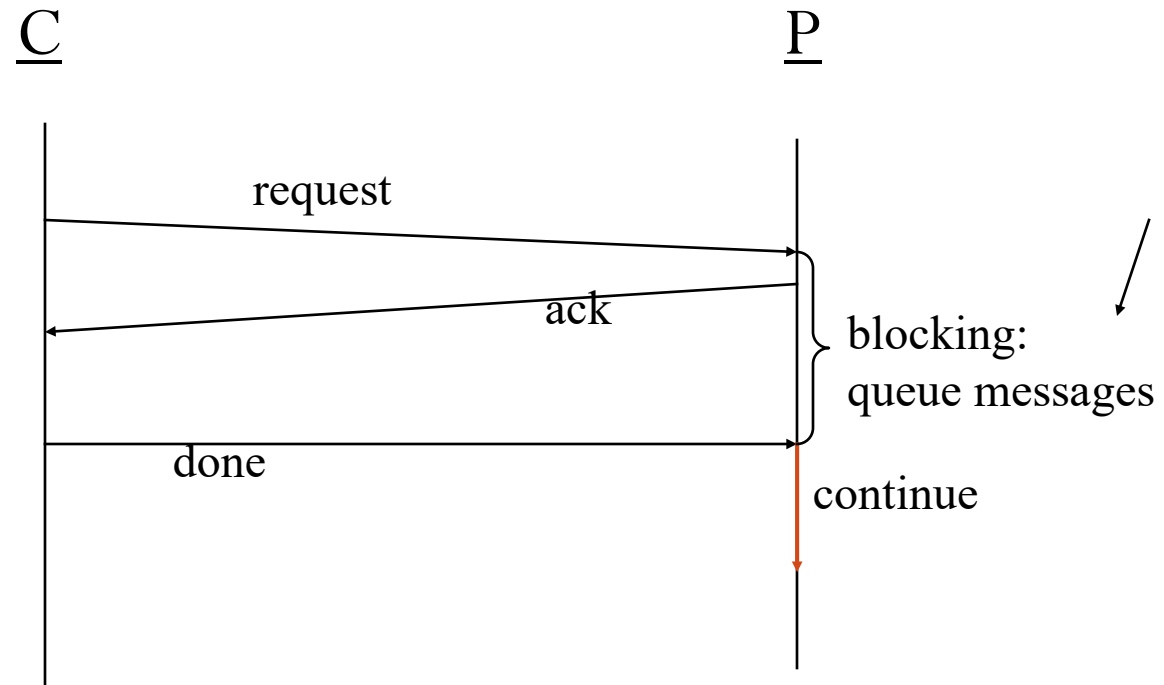 C
P
request
ack
blocking:
queue messages
done
continue